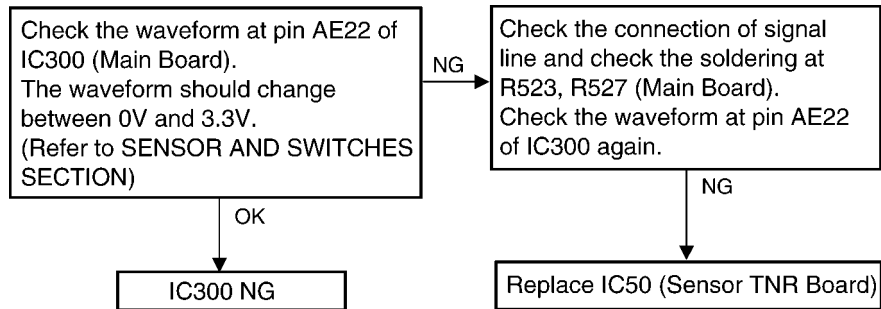 Check the waveform at pin AE22 of
IC300 (Main Board).
The waveform should change
between 0V and 3.3V.
(Refer to SENSOR AND SWITCHES
SECTION)
NG
Check the connection of signal
line and check the soldering at
R523, R527 (Main Board).
Check the waveform at pin AE22
of IC300 again.
OK
NG
IC300 NG
Replace IC50 (Sensor TNR Board)